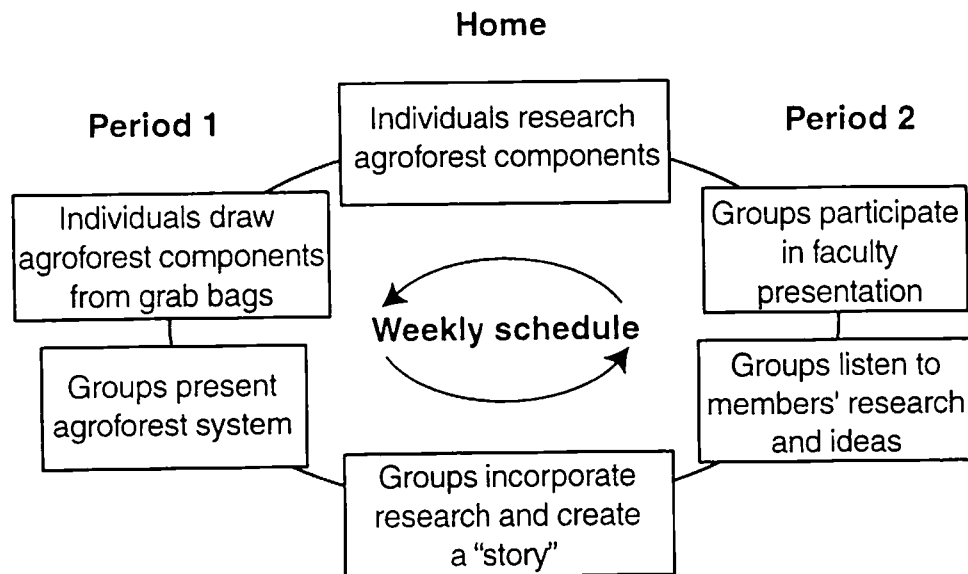 Home
Period 1
Individuals research
agroforest components
Period 2
Individuals draw
agroforest components
from grab bags
Groups participate
in faculty
presentation
Weekly schedule
Groups present
agroforest system
Groups listen to
members' research
and ideas
Groups incorporate
research and create
a “story”